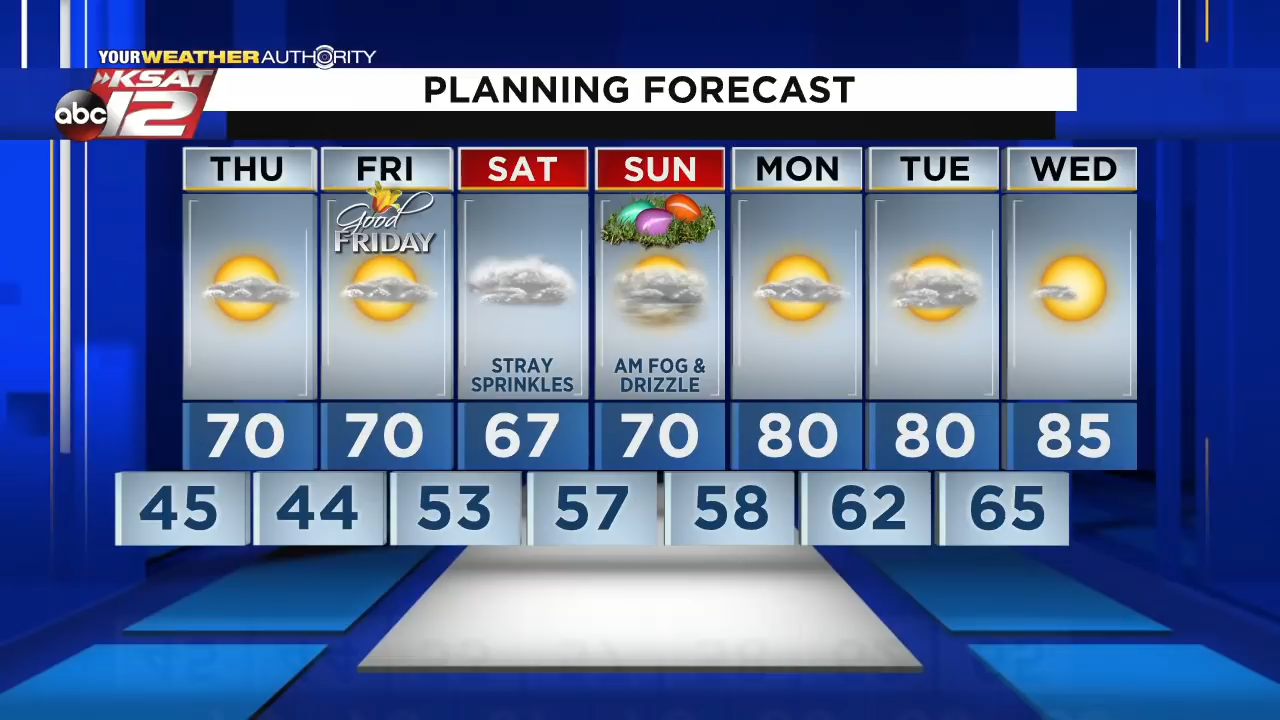 YOURWEATHERAUTHORITY
KSAT
abc 12
PLANNING FORECAST
THU FRI SAT SUN MON TUE WED
Good
FRIDAY
STRAY
SPRINKLES
AM FOG &
DRIZZLE
70 70 67 70 80 80 85
45 44 53 57 58 62 65